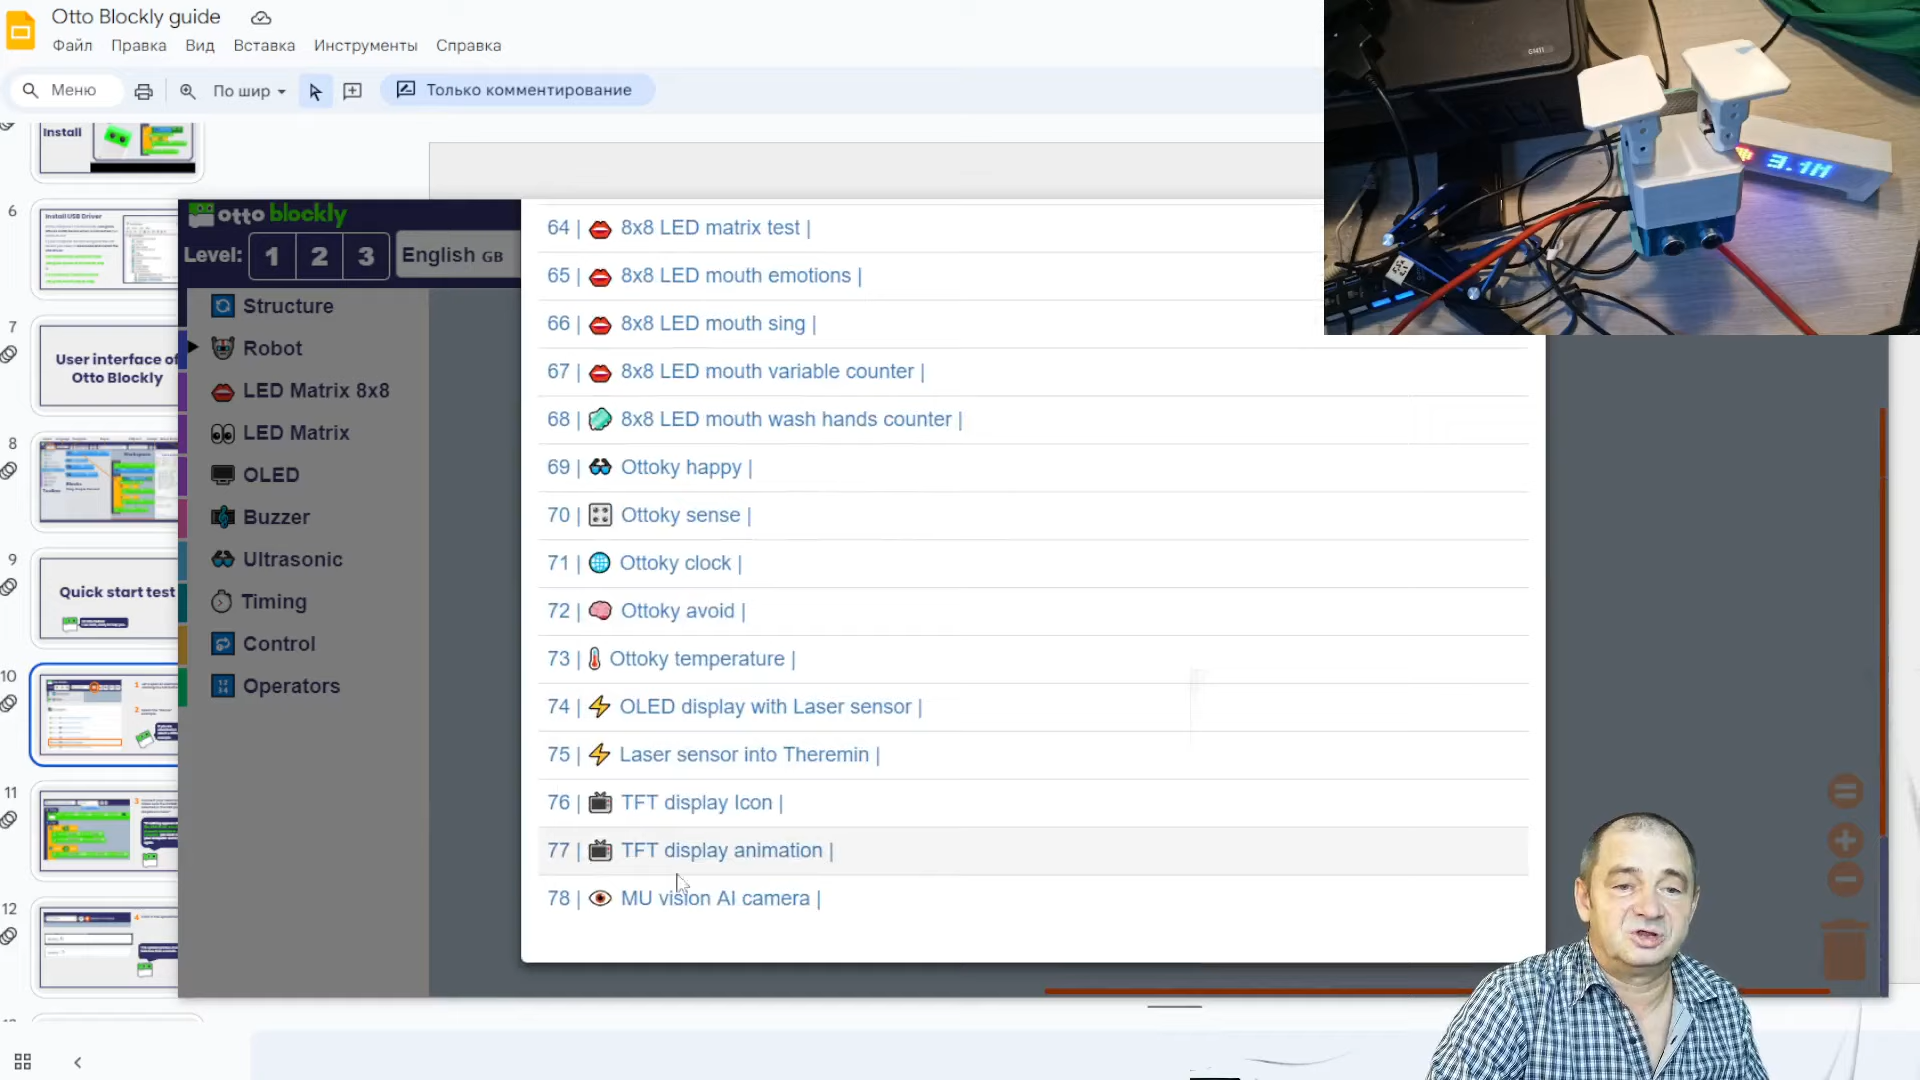 Otto Blockly guide
Файл Правка Вид Вставка Инструменты Справка
Меню По шир Только комментирование
Install
6
Install USB Driver
7
User interface of
Otto Blockly
8
9
Quick start test
10
11
12
otto blockly
Level: 1 2 3 English GB
Structure
Robot
LED Matrix 8x8
LED Matrix
OLED
Buzzer
Ultrasonic
Timing
Control
Operators
64 | 8x8 LED matrix test |
65 | 8x8 LED mouth emotions |
66 | 8x8 LED mouth sing |
67 | 8x8 LED mouth variable counter |
68 | 8x8 LED mouth wash hands counter |
69 | Ottoky happy |
70 | Ottoky sense |
71 | Ottoky clock |
72 | Ottoky avoid |
73 | Ottoky temperature |
74 | OLED display with Laser sensor |
75 | Laser sensor into Theremin |
76 | TFT display Icon |
77 | TFT display animation |
78 | MU vision AI camera |